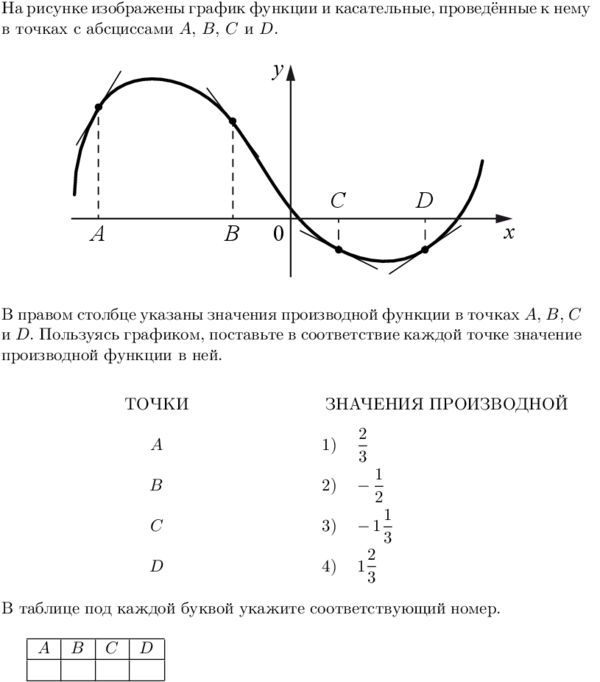 На рисунке изображены график функции и касательные, проведённые к нему
в точках с абсциссами A, B, C и D.
y
C D
A B 0 x
В правом столбце указаны значения производной функции в точках A, B, C
и D. Пользуясь графиком, поставьте в соответствие каждой точке значение
производной функции в ней.
ТОЧКИ ЗНАЧЕНИЯ ПРОИЗВОДНОЙ
A 1) 2/3
B 2) −1/2
C 3) −1 1/3
D 4) 1 2/3
В таблице под каждой буквой укажите соответствующий номер.
A B C D